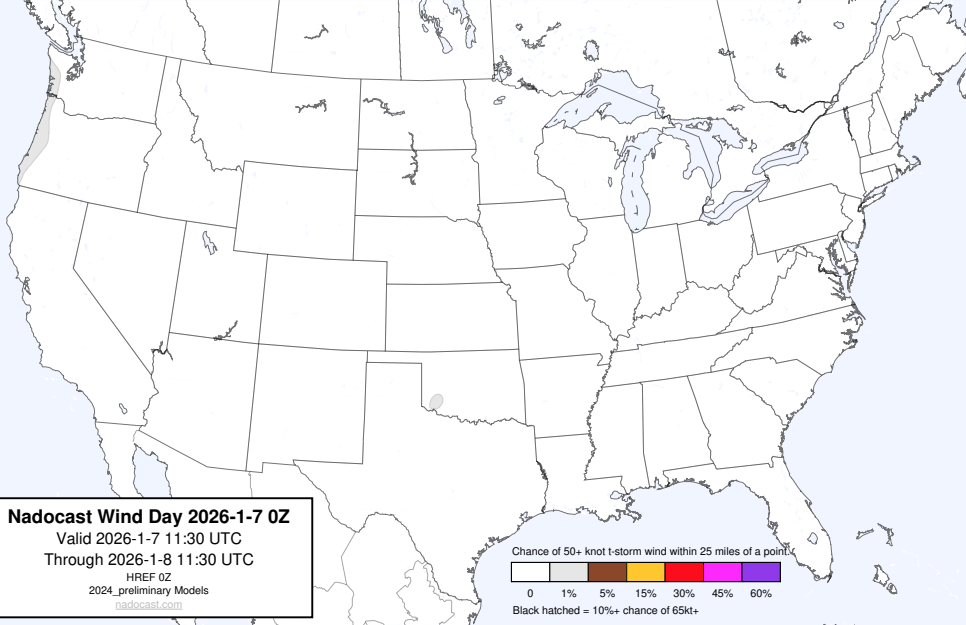 Nadocast Wind Day 2026-1-7 0Z
Valid 2026-1-7 11:30 UTC
Through 2026-1-8 11:30 UTC
HREF 0Z
2024_preliminary Models
nadocast.com
Chance of 50+ knot t-storm wind within 25 miles of a point.
0 1% 5% 15% 30% 45% 60%
Black hatched = 10%+ chance of 65kt+